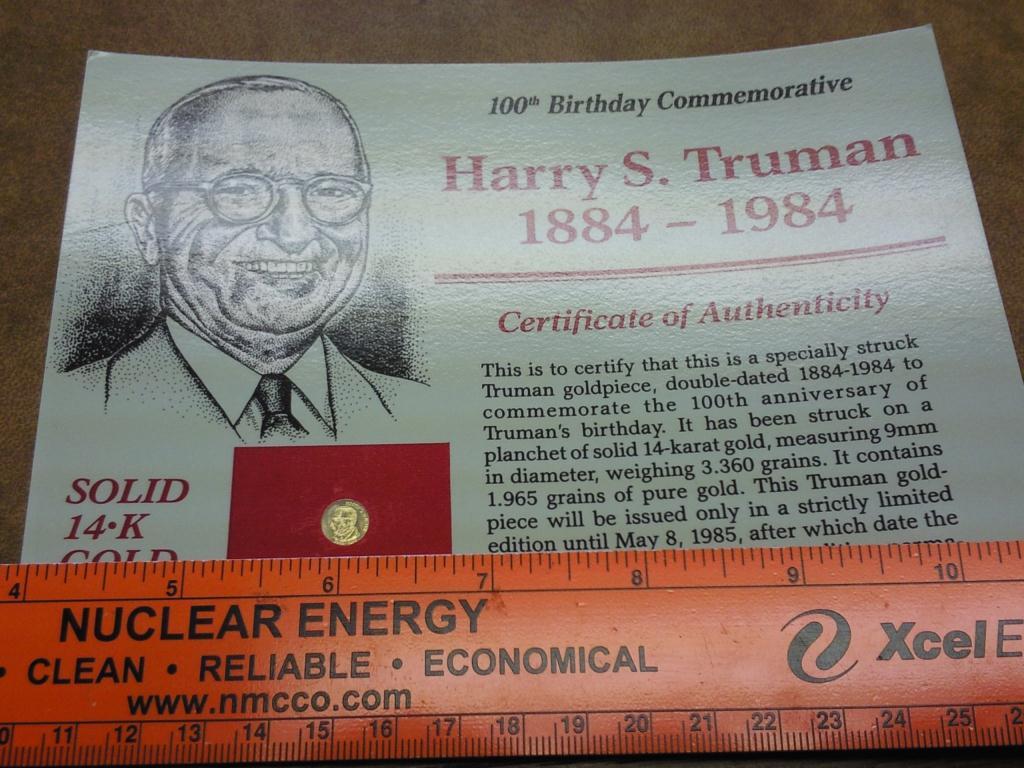 100th Birthday Commemorative
Harry S. Truman
1884 – 1984
Certificate of Authenticity
This is to certify that this is a specially struck
Truman goldpiece, double-dated 1884-1984 to
commemorate the 100th anniversary of
Truman's birthday. It has been struck on a
planchet of solid 14-karat gold, measuring 9mm
in diameter, weighing 3.360 grains. It contains
1.965 grains of pure gold. This Truman gold-
piece will be issued only in a strictly limited
edition until May 8, 1985, after which date the
SOLID
14•K
GOLD
4 5 6 7 8 9 10
NUCLEAR ENERGY
• CLEAN • RELIABLE • ECONOMICAL
www.nmcco.com
Xcel E
0 11 12 13 14 15 16 17 18 19 20 21 22 23 24 25 2